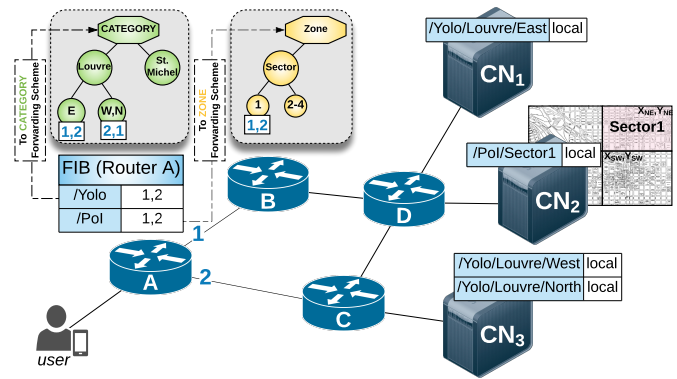 CATEGORY
Louvre
St.
Michel
E
W,N
1,2
2,1
To CATEGORY
Forwarding Scheme
Zone
Sector
1
2-4
1,2
To ZONE
Forwarding Scheme
FIB (Router A)
/Yolo 1,2
/PoI 1,2
/Yolo/Louvre/East local
CN1
XNE,YNE
Sector1
XSW,YSW
/PoI/Sector1 local
CN2
/Yolo/Louvre/West local
/Yolo/Louvre/North local
CN3
A
B
C
D
1
2
user